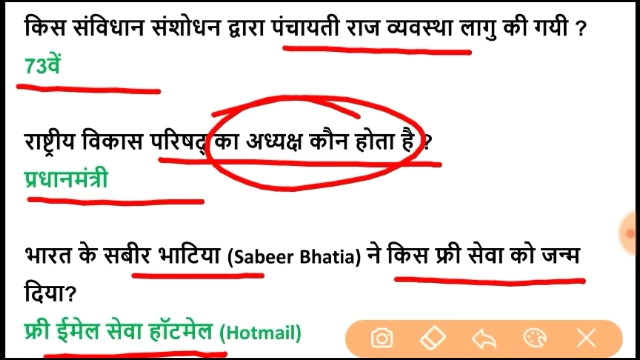 किस संविधान संशोधन द्वारा पंचायती राज व्यवस्था लागु की गयी ?
73वें
राष्ट्रीय विकास परिषद् का अध्यक्ष कौन होता है ?
प्रधानमंत्री
भारत के सबीर भाटिया (Sabeer Bhatia) ने किस फ्री सेवा को जन्म
दिया?
फ्री ईमेल सेवा हॉटमेल (Hotmail)